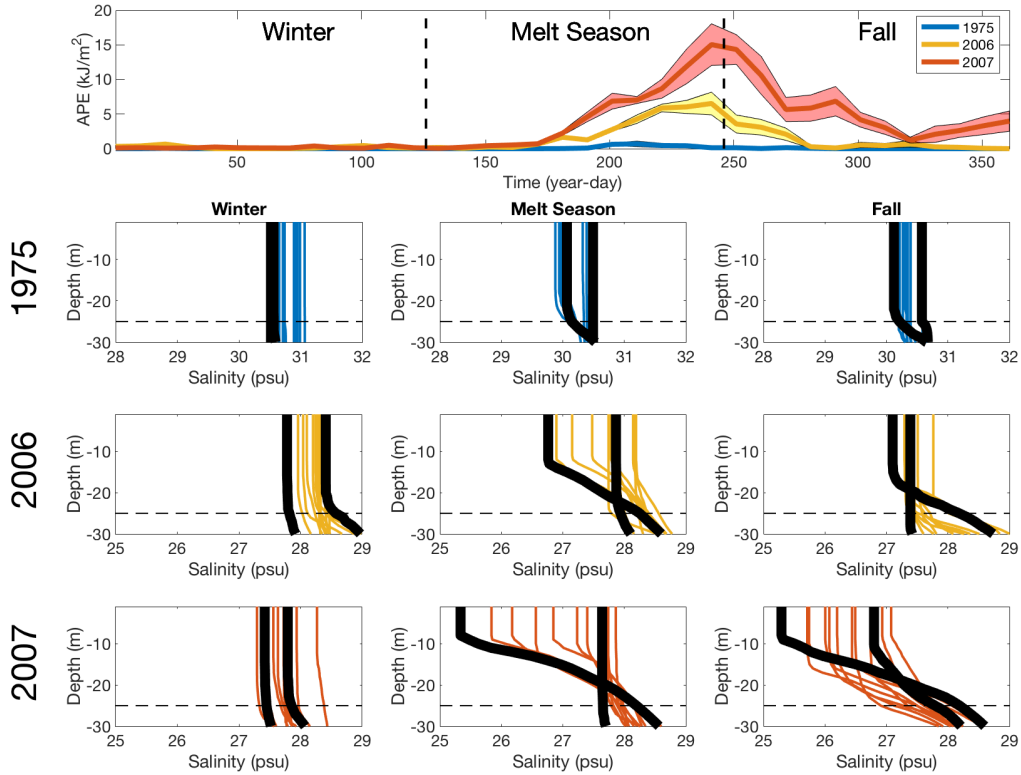 20
15
10
5
0
APE (kJ/m²)
Winter
Melt Season
Fall
1975
2006
2007
50 100 150 200 250 300 350
Time (year-day)
Winter
Melt Season
Fall
1975
Depth (m)
-10
-20
-30
28 29 30 31 32
Salinity (psu)
Depth (m)
-10
-20
-30
28 29 30 31 32
Salinity (psu)
Depth (m)
-10
-20
-30
28 29 30 31 32
Salinity (psu)
2006
Depth (m)
-10
-20
-30
25 26 27 28 29
Salinity (psu)
Depth (m)
-10
-20
-30
25 26 27 28 29
Salinity (psu)
Depth (m)
-10
-20
-30
25 26 27 28 29
Salinity (psu)
2007
Depth (m)
-10
-20
-30
25 26 27 28 29
Salinity (psu)
Depth (m)
-10
-20
-30
25 26 27 28 29
Salinity (psu)
Depth (m)
-10
-20
-30
25 26 27 28 29
Salinity (psu)